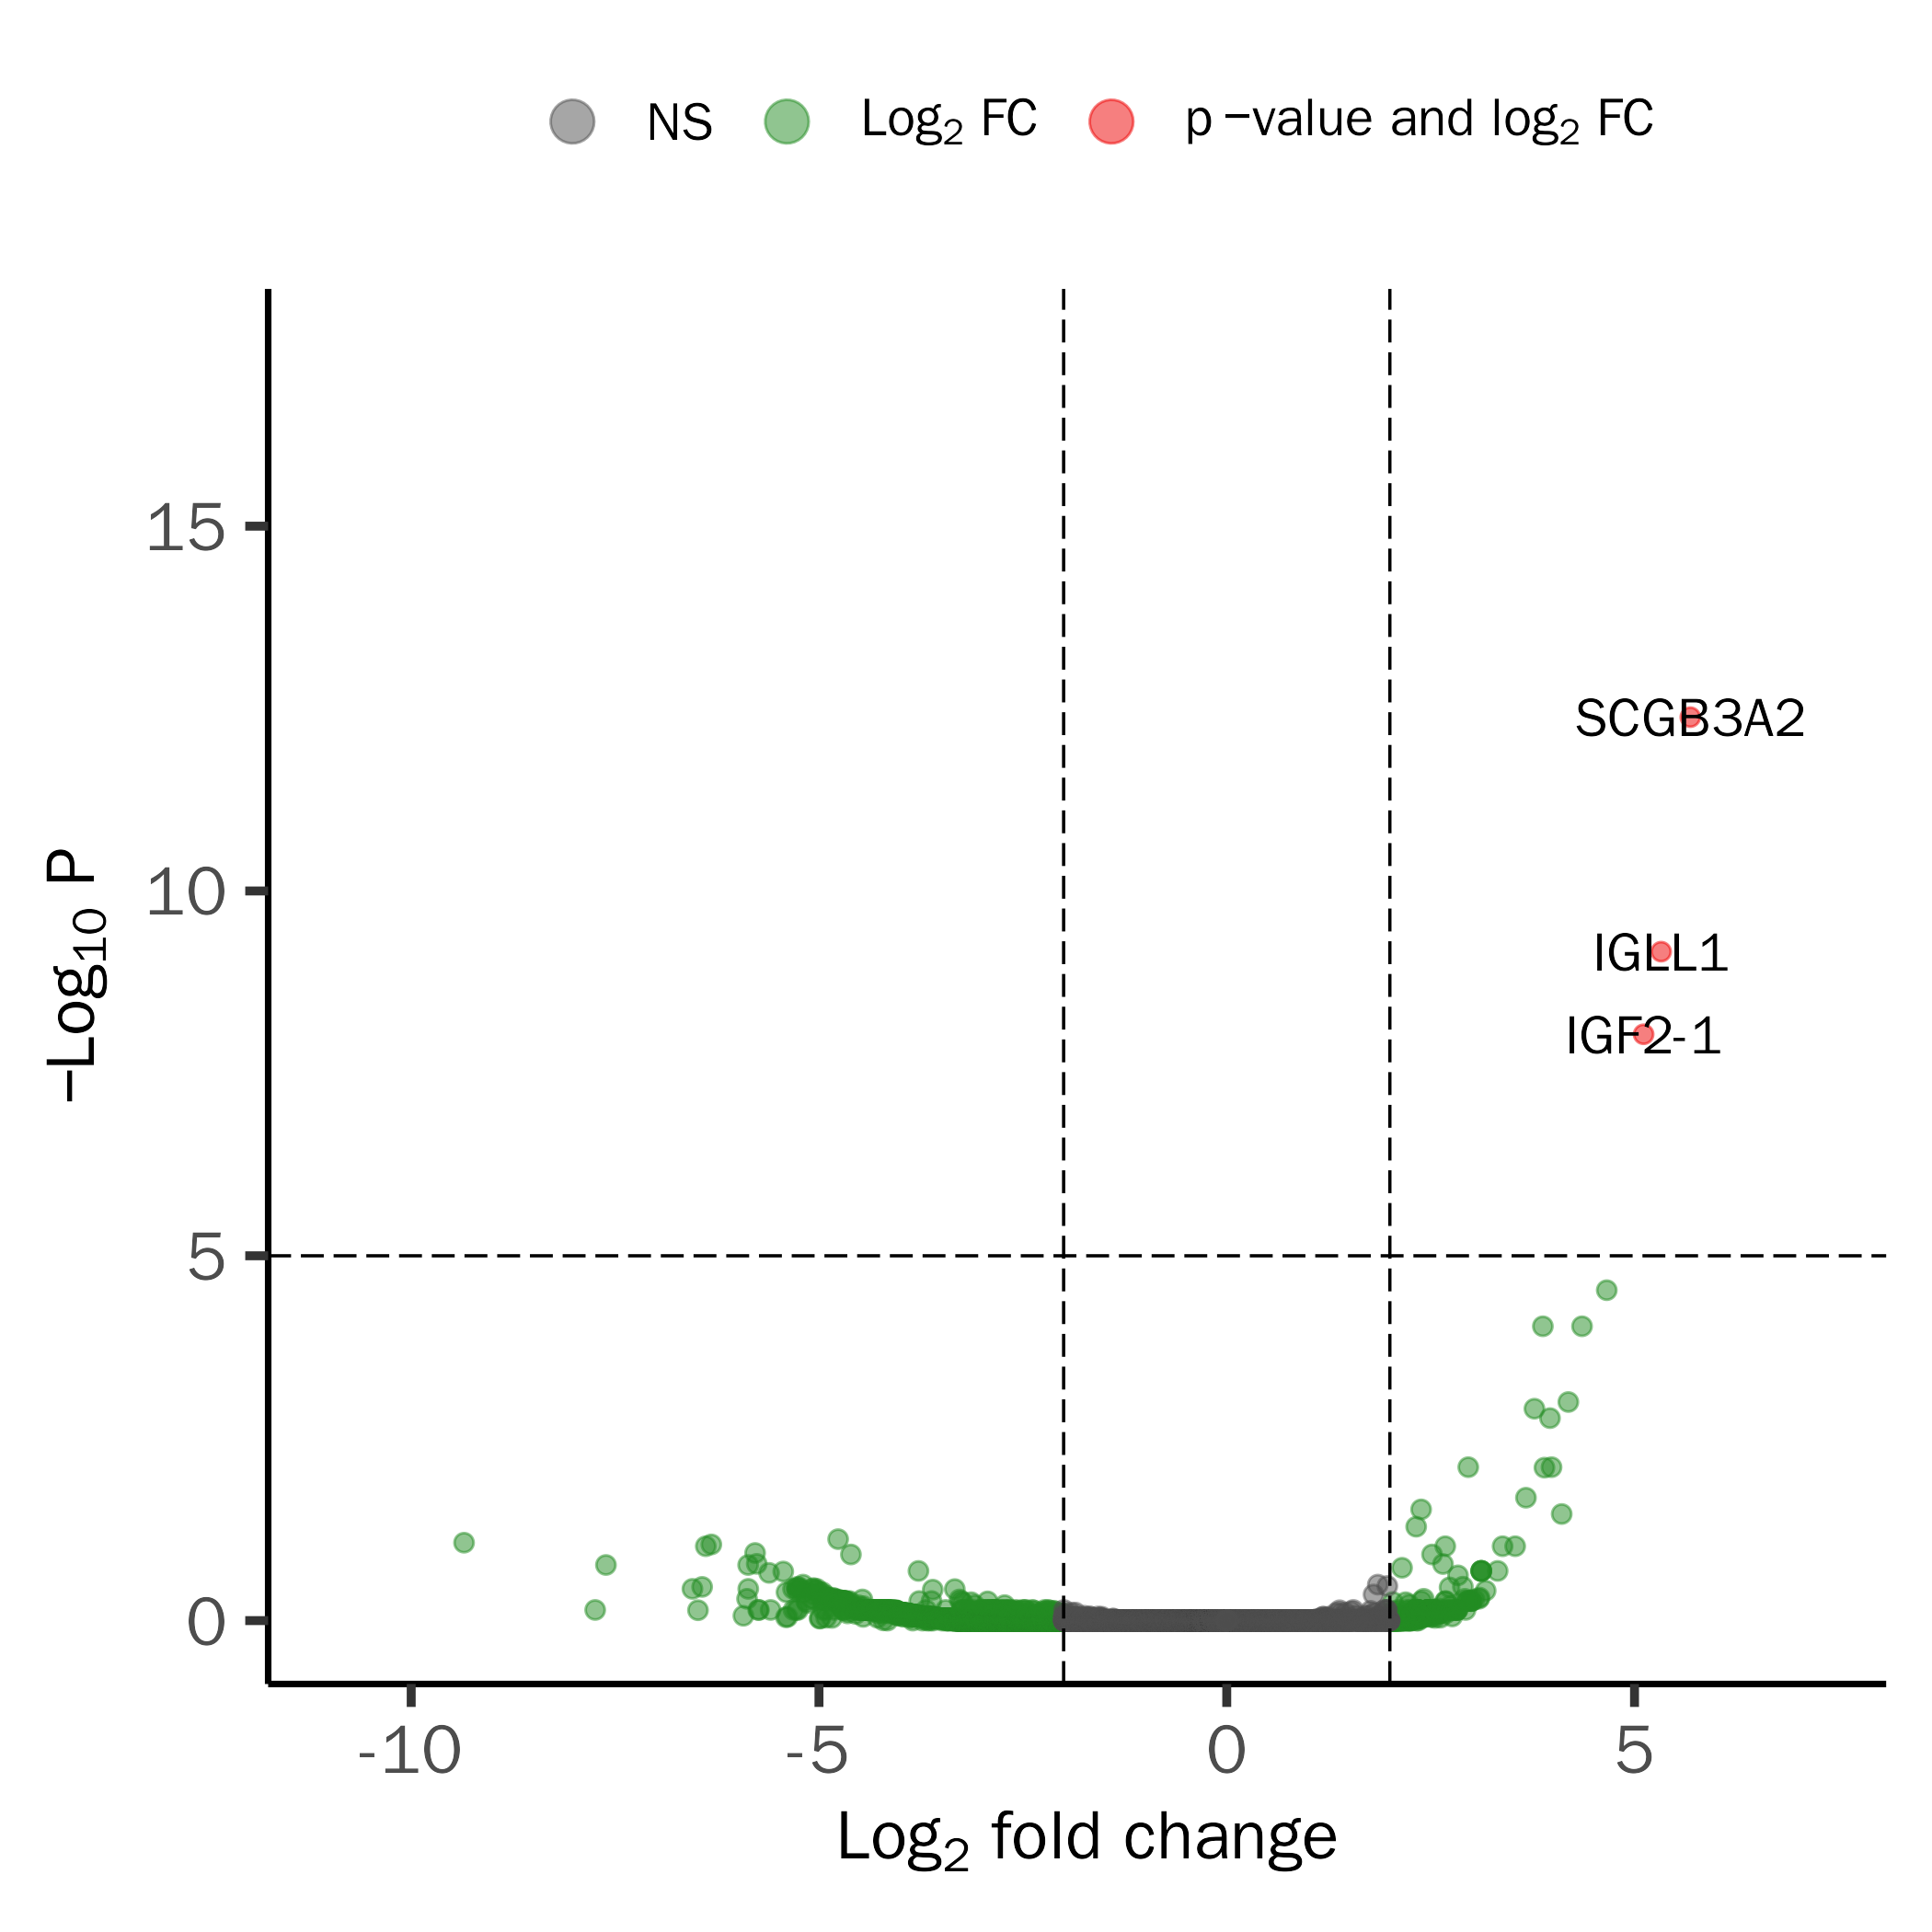 NS Log₂ FC p −value and log₂ FC
15
10
5
0
−Log₁₀ P
SCGB3A2
IGLL1
IGF2-1
-10 -5 0 5
Log₂ fold change